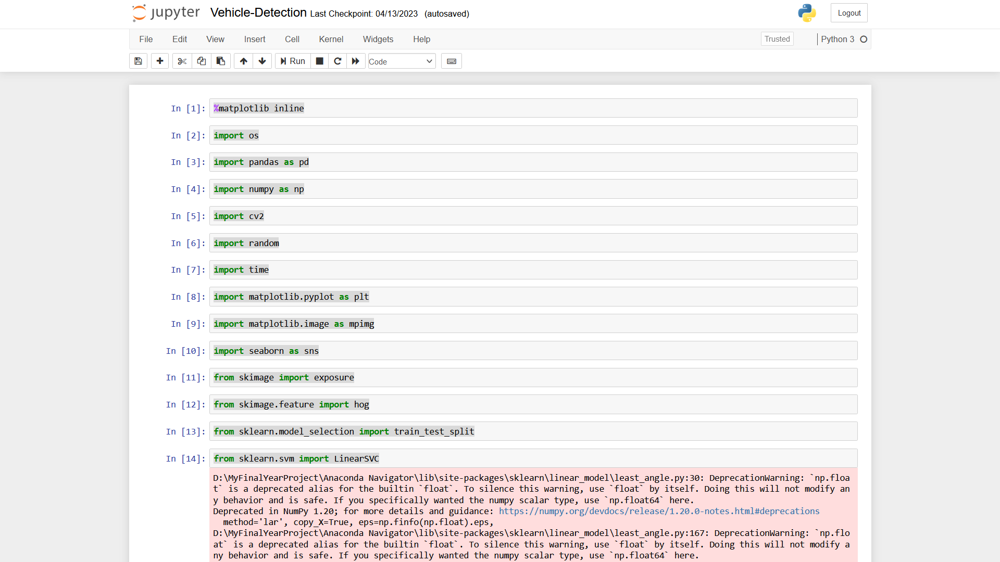 jupyter Vehicle-Detection Last Checkpoint: 04/13/2023 (autosaved) Logout
File Edit View Insert Cell Kernel Widgets Help Trusted Python 3
Run Code
In [1]: %matplotlib inline
In [2]: import os
In [3]: import pandas as pd
In [4]: import numpy as np
In [5]: import cv2
In [6]: import random
In [7]: import time
In [8]: import matplotlib.pyplot as plt
In [9]: import matplotlib.image as mpimg
In [10]: import seaborn as sns
In [11]: from skimage import exposure
In [12]: from skimage.feature import hog
In [13]: from sklearn.model_selection import train_test_split
In [14]: from sklearn.svm import LinearSVC
D:\MyFinalYearProject\Anaconda Navigator\lib\site-packages\sklearn\linear_model\least_angle.py:30: DeprecationWarning: `np.floa
t` is a deprecated alias for the builtin `float`. To silence this warning, use `float` by itself. Doing this will not modify an
y behavior and is safe. If you specifically wanted the numpy scalar type, use `np.float64` here.
Deprecated in NumPy 1.20; for more details and guidance: https://numpy.org/devdocs/release/1.20.0-notes.html#deprecations
method='lar', copy_X=True, eps=np.finfo(np.float).eps,
D:\MyFinalYearProject\Anaconda Navigator\lib\site-packages\sklearn\linear_model\least_angle.py:167: DeprecationWarning: `np.flo
at` is a deprecated alias for the builtin `float`. To silence this warning, use `float` by itself. Doing this will not modify a
ny behavior and is safe. If you specifically wanted the numpy scalar type, use `np.float64` here.